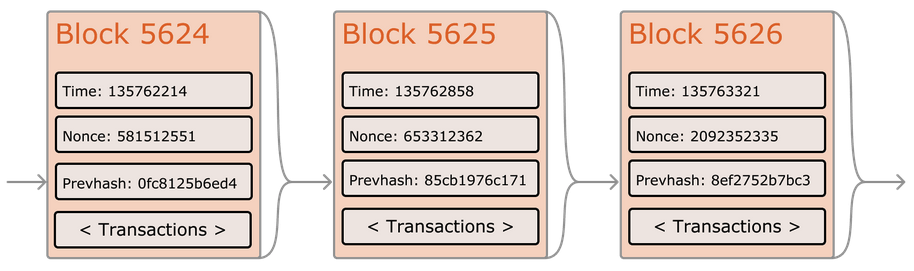 Block 5624
Time: 135762214
Nonce: 581512551
Prevhash: 0fc8125b6ed4
< Transactions >
Block 5625
Time: 135762858
Nonce: 653312362
Prevhash: 85cb1976c171
< Transactions >
Block 5626
Time: 135763321
Nonce: 2092352335
Prevhash: 8ef2752b7bc3
< Transactions >